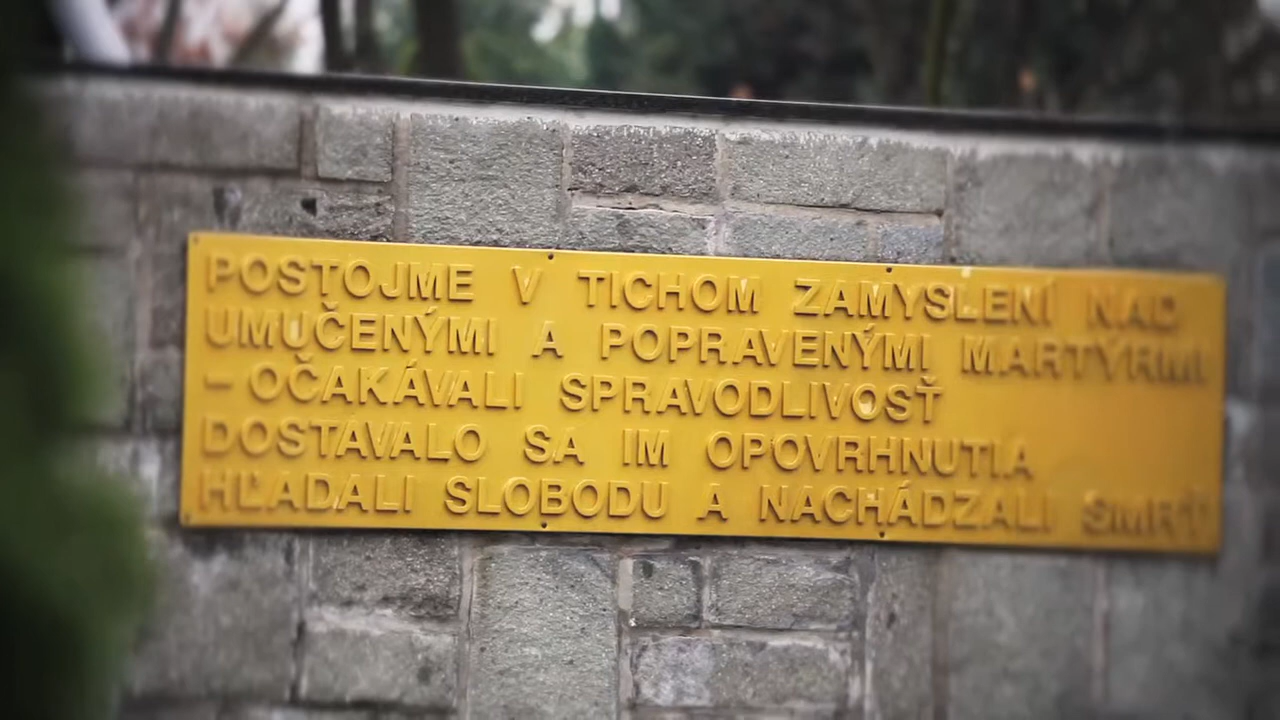 POSTOJME V TICHOM ZAMYSLENÍ NAD
UMUČENÝMI A POPRAVENÝMI MARTÝRMI
– OČAKÁVALI SPRAVODLIVOSŤ
DOSTÁVALO SA IM OPOVRHNUTIA
HĽADALI SLOBODU A NACHÁDZALI SMRŤ